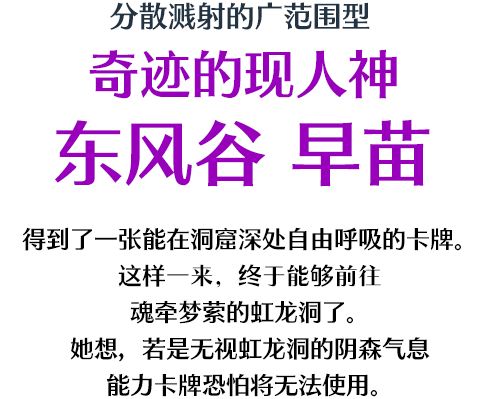 分散溅射的广范围型
奇迹的现人神
东风谷 早苗
得到了一张能在洞窟深处自由呼吸的卡牌。
这样一来，终于能够前往
魂牵梦萦的虹龙洞了。
她想，若是无视虹龙洞的阴森气息
能力卡牌恐怕将无法使用。